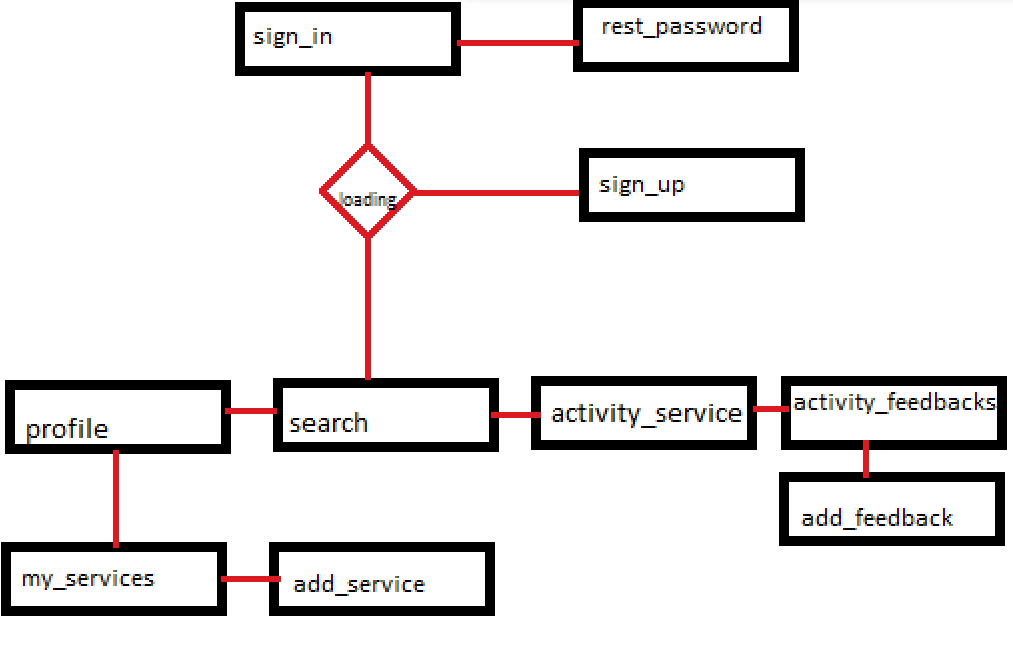 sign_in
rest_password
loading
sign_up
profile
search
activity_service
activity_feedbacks
add_feedback
my_services
add_service